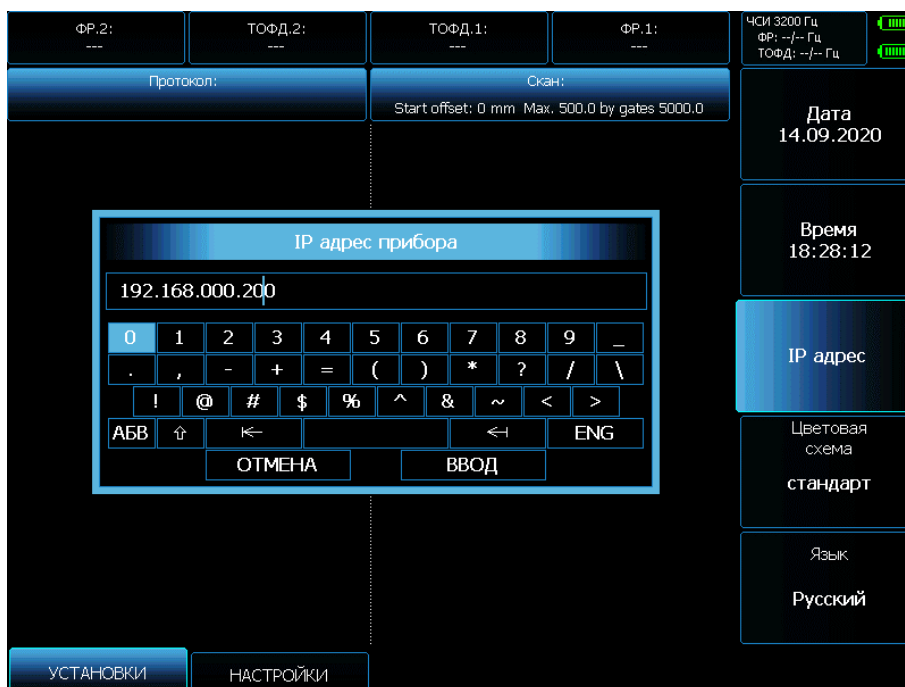 ФР.2:
---
ТОФД.2:
---
ТОФД.1:
---
ФР.1:
---
ЧСИ 3200 Гц
ФР: --/-- Гц
ТОФД: --/-- Гц
Протокол:
Скан:
Start offset: 0 mm Max. 500.0 by gates 5000.0
Дата
14.09.2020
Время
18:28:12
IP адрес
Цветовая
схема
стандарт
Язык
Русский
IP адрес прибора
192.168.000.200
0 1 2 3 4 5 6 7 8 9 _
. , - + = ( ) * ? / \
! @ # $ % ^ & ~ < >
АБВ ⇧ |← ←| ENG
ОТМЕНА ВВОД
УСТАНОВКИ НАСТРОЙКИ